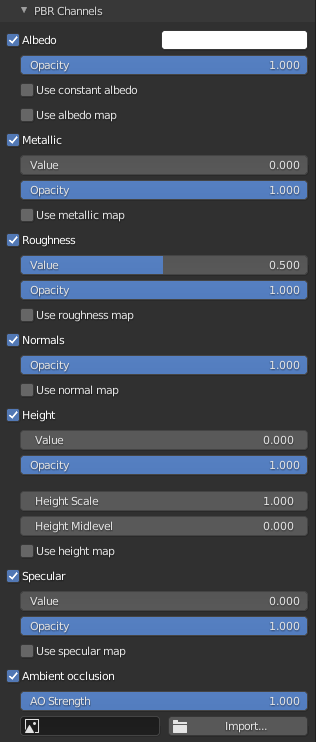 PBR Channels
Albedo
Opacity 1.000
Use constant albedo
Use albedo map
Metallic
Value 0.000
Opacity 1.000
Use metallic map
Roughness
Value 0.500
Opacity 1.000
Use roughness map
Normals
Opacity 1.000
Use normal map
Height
Value 0.000
Opacity 1.000
Height Scale 1.000
Height Midlevel 0.000
Use height map
Specular
Value 0.000
Opacity 1.000
Use specular map
Ambient occlusion
AO Strength 1.000
Import...